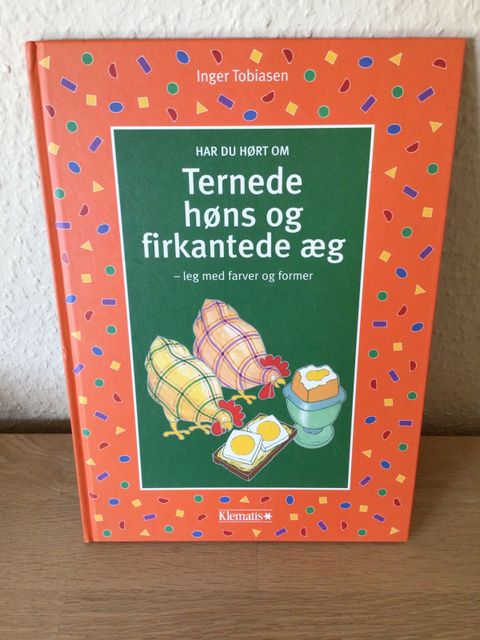 Inger Tobiasen
HAR DU HØRT OM
Ternede
høns og
firkantede æg
– leg med farver og former
Klematis